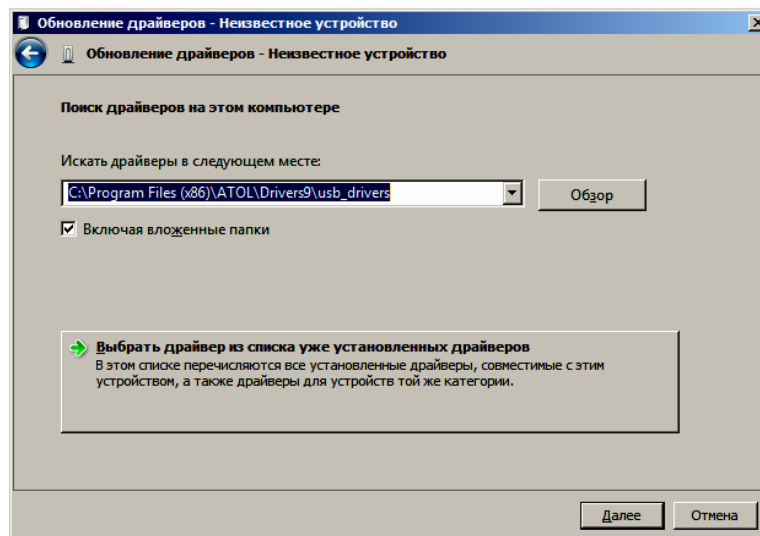 Обновление драйверов - Неизвестное устройство
Обновление драйверов - Неизвестное устройство
Поиск драйверов на этом компьютере
Искать драйверы в следующем месте:
C:\Program Files (x86)\ATOL\Drivers9\usb_drivers
Обзор
Включая вложенные папки
Выбрать драйвер из списка уже установленных драйверов
В этом списке перечисляются все установленные драйверы, совместимые с этим
устройством, а также драйверы для устройств той же категории.
Далее
Отмена